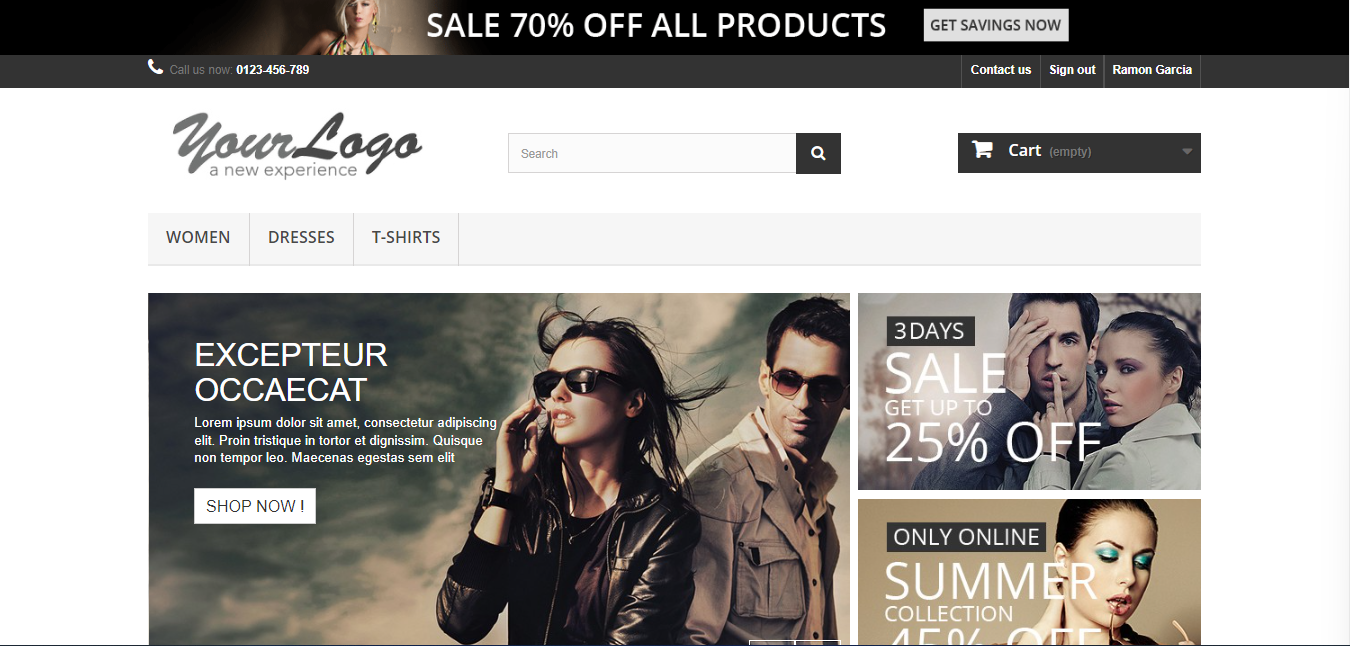 SALE 70% OFF ALL PRODUCTS
GET SAVINGS NOW
Call us now: 0123-456-789
Contact us
Sign out
Ramon Garcia
YourLogo
a new experience
Search
Cart (empty)
WOMEN
DRESSES
T-SHIRTS
EXCEPTEUR
OCCAECAT
Lorem ipsum dolor sit amet, consectetur adipiscing
elit. Proin tristique in tortor et dignissim. Quisque
non tempor leo. Maecenas egestas sem elit
SHOP NOW !
3 DAYS
SALE
GET UP TO
25% OFF
ONLY ONLINE
SUMMER
COLLECTION
45% OFF